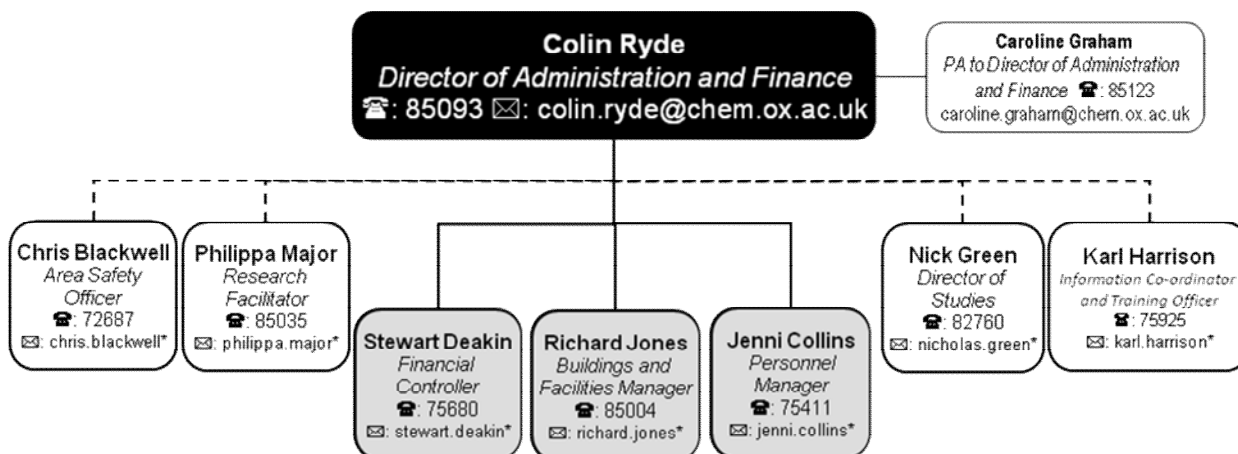 Colin Ryde
Director of Administration and Finance
☎: 85093 ✉: colin.ryde@chem.ox.ac.uk
Caroline Graham
PA to Director of Administration
and Finance ☎: 85123
caroline.graham@chem.ox.ac.uk
Chris Blackwell
Area Safety
Officer
☎: 72687
✉: chris.blackwell*
Philippa Major
Research
Facilitator
☎: 85035
✉: philippa.major*
Stewart Deakin
Financial
Controller
☎: 75680
✉: stewart.deakin*
Richard Jones
Buildings and
Facilities Manager
☎: 85004
✉: richard.jones*
Jenni Collins
Personnel
Manager
☎: 75411
✉: jenni.collins*
Nick Green
Director of
Studies
☎: 82760
✉: nicholas.green*
Karl Harrison
Information Co-ordinator
and Training Officer
☎: 75925
✉: karl.harrison*